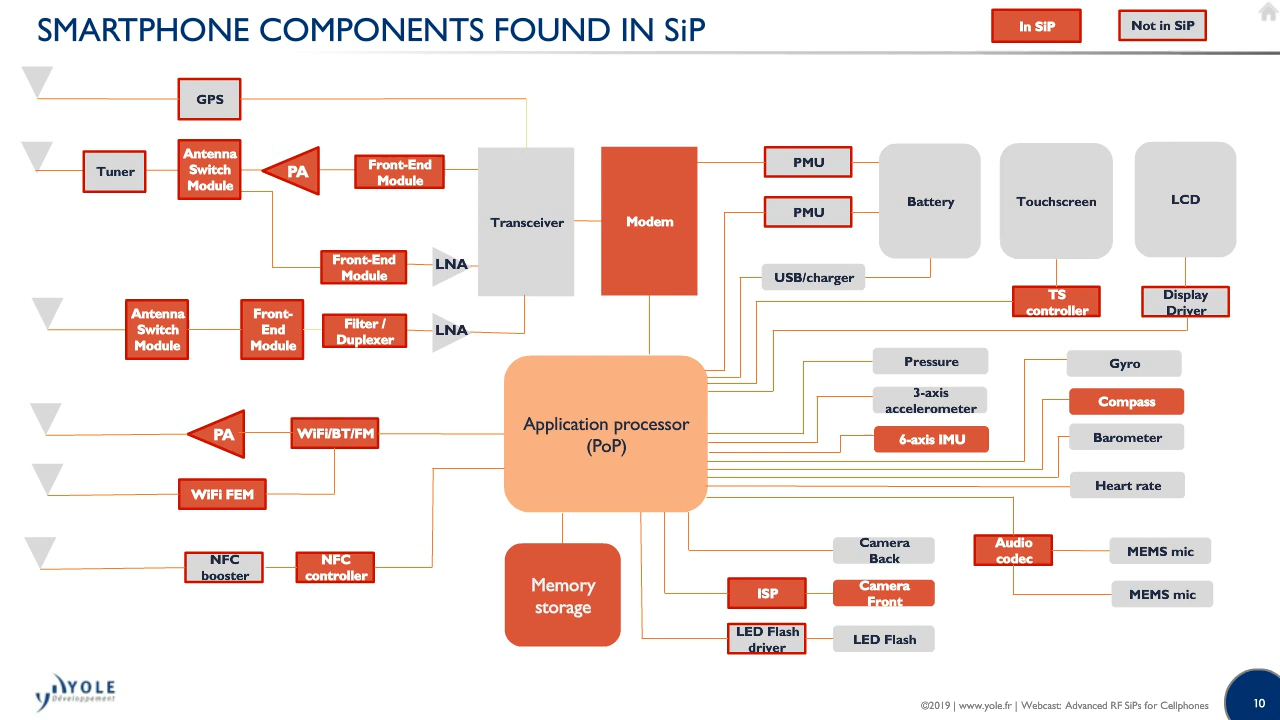 SMARTPHONE COMPONENTS FOUND IN SiP
In SiP
Not in SiP
GPS
Tuner
Antenna
Switch
Module
PA
Front-End
Module
Transceiver
Modem
PMU
PMU
Battery
Touchscreen
LCD
Front-End
Module
LNA
USB/charger
TS
controller
Display
Driver
Antenna
Switch
Module
Front-
End
Module
Filter /
Duplexer
LNA
Pressure
Gyro
3-axis
accelerometer
Compass
6-axis IMU
Barometer
Heart rate
Application processor
(PoP)
PA
WiFi/BT/FM
WiFi FEM
NFC
booster
NFC
controller
Memory
storage
Camera
Back
Audio
codec
MEMS mic
MEMS mic
ISP
Camera
Front
LED Flash
driver
LED Flash
YOLE
Développement
©2019 | www.yole.fr | Webcast: Advanced RF SiPs for Cellphones
10